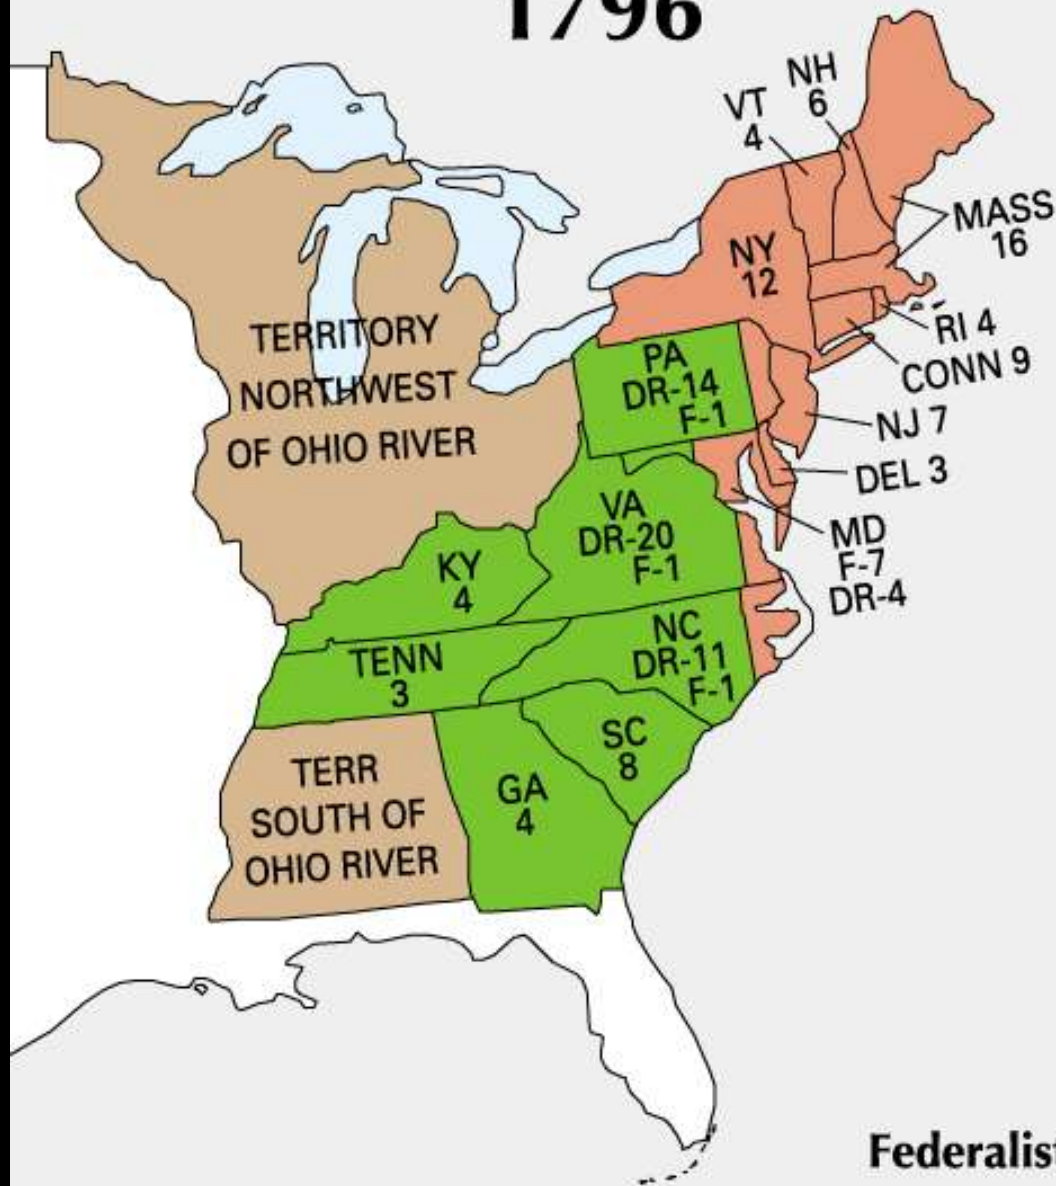 1796
NH
6
VT
4
MASS
16
NY
12
RI 4
CONN 9
NJ 7
DEL 3
MD
F-7
DR-4
PA
DR-14
F-1
TERRITORY
NORTHWEST
OF OHIO RIVER
VA
DR-20
F-1
KY
4
NC
DR-11
F-1
TENN
3
SC
8
TERR
SOUTH OF
OHIO RIVER
GA
4
Federalist